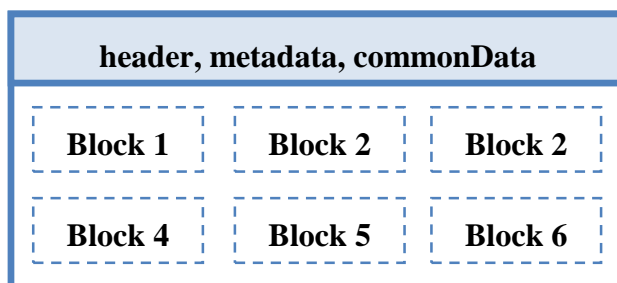 header, metadata, commonData
Block 1 Block 2 Block 2
Block 4 Block 5 Block 6